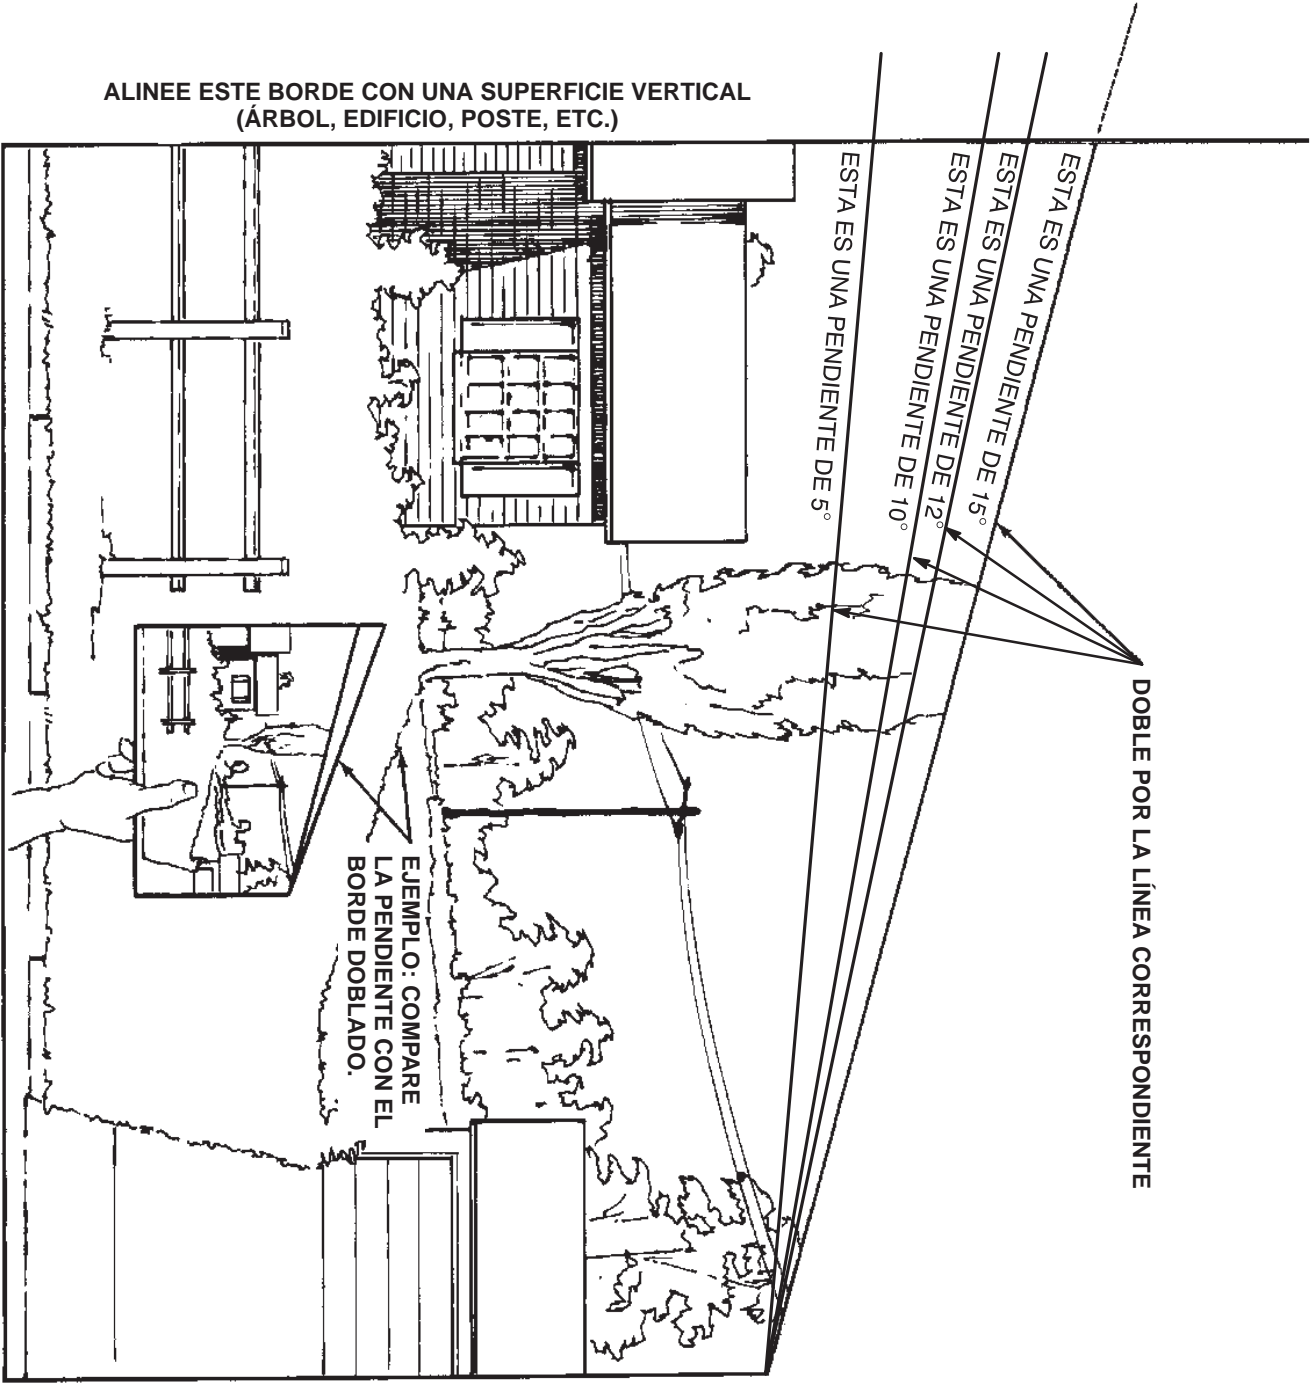 ALINEE ESTE BORDE CON UNA SUPERFICIE VERTICAL
(ÁRBOL, EDIFICIO, POSTE, ETC.)
DOBLE POR LA LÍNEA CORRESPONDIENTE
ESTA ES UNA PENDIENTE DE 15°
ESTA ES UNA PENDIENTE DE 12°
ESTA ES UNA PENDIENTE DE 10°
ESTA ES UNA PENDIENTE DE 5°
EJEMPLO: COMPARE
LA PENDIENTE CON EL
BORDE DOBLADO.